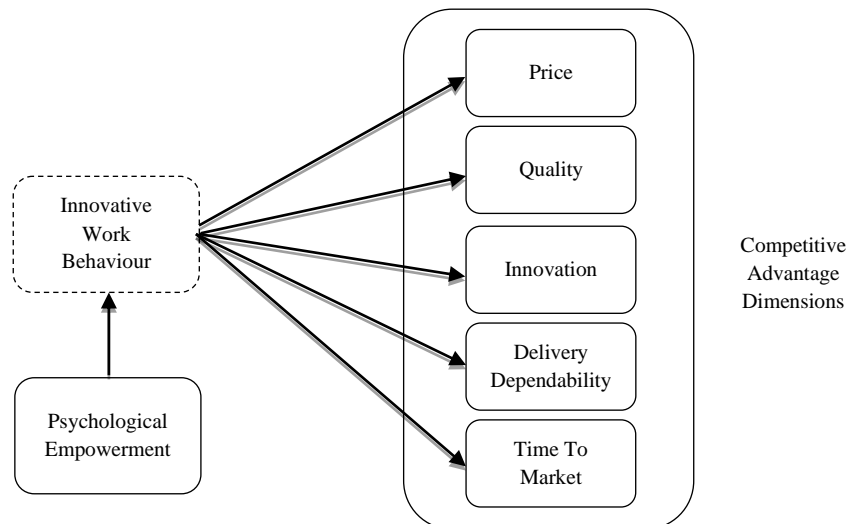 Price
Quality
Innovative
Work
Behaviour
Innovation
Competitive
Advantage
Dimensions
Delivery
Dependability
Psychological
Empowerment
Time To
Market